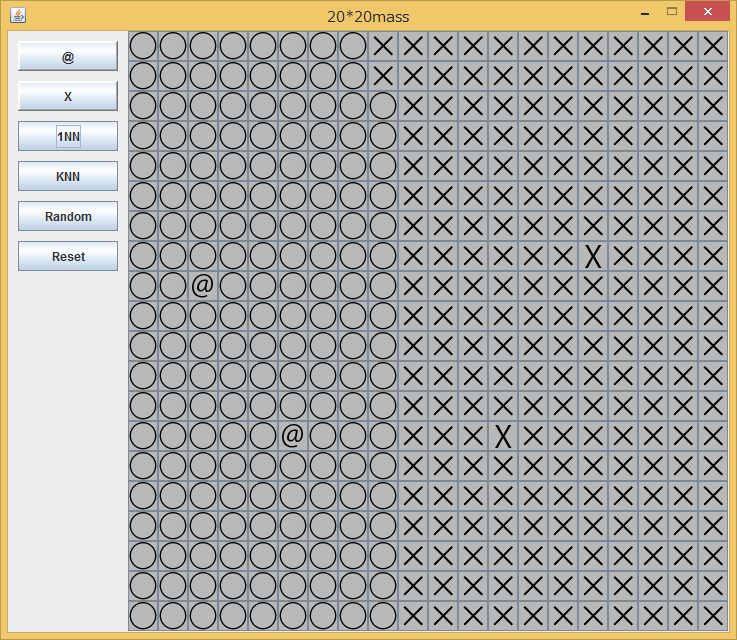 20*20mass
@
X
1NN
KNN
Random
Reset
X
@
@ X